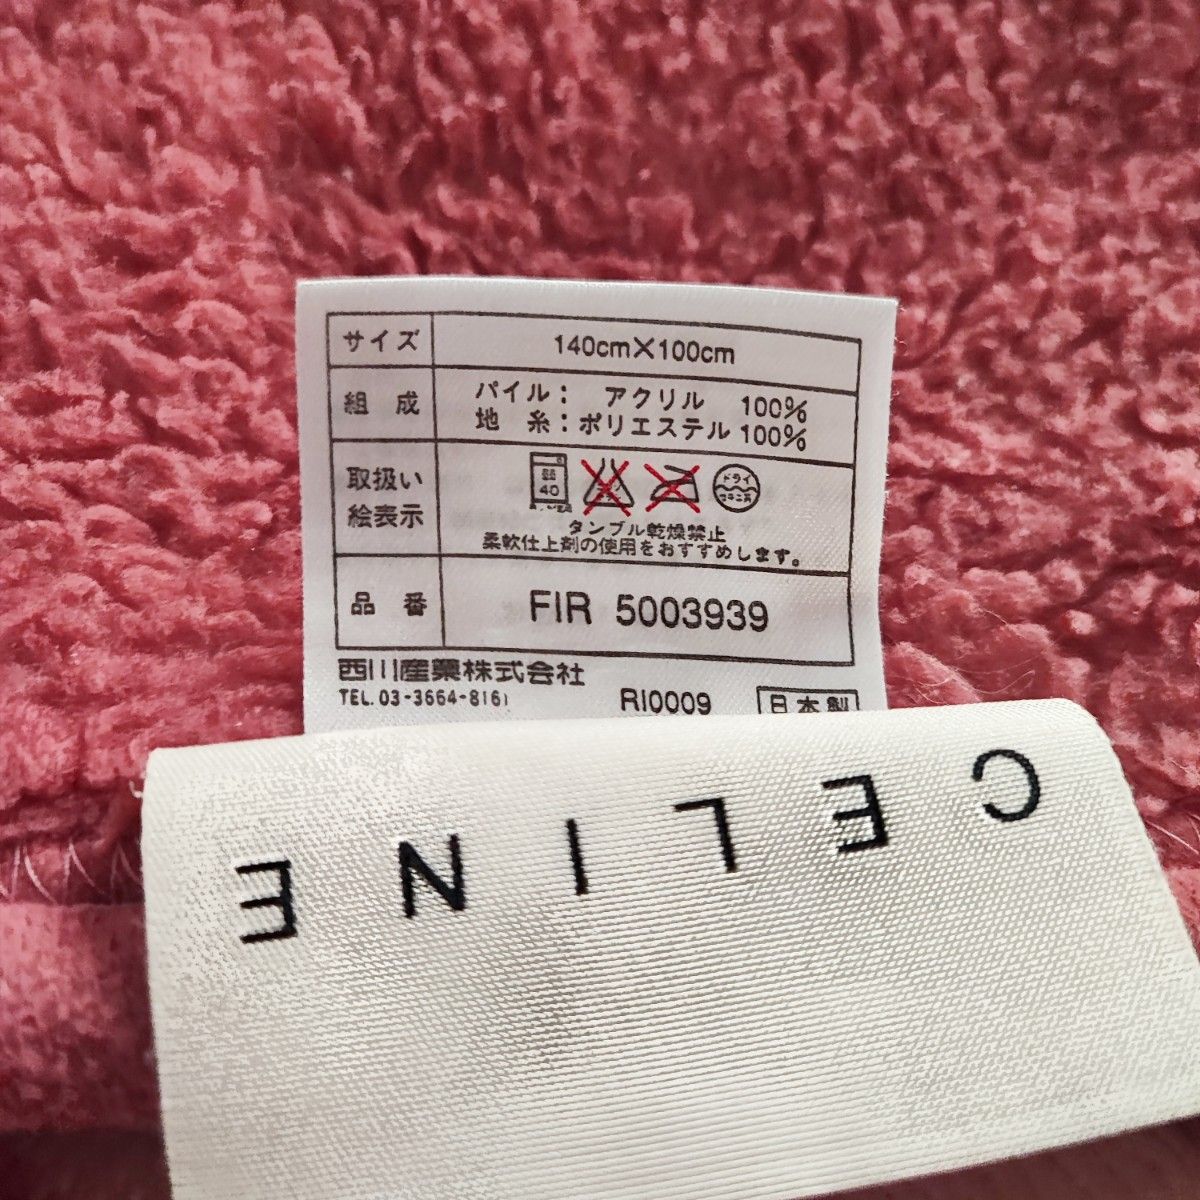 サイズ 140cm×100cm
組成 パイル： アクリル 100%
地 糸：ポリエステル 100%
取扱い
絵表示
40
ドライ
タンブル乾燥禁止
柔軟仕上剤の使用をおすすめします。
品番 FIR 5003939
西川産業株式会社
TEL.03-3664-8161 RI0009 日本製
CELINE